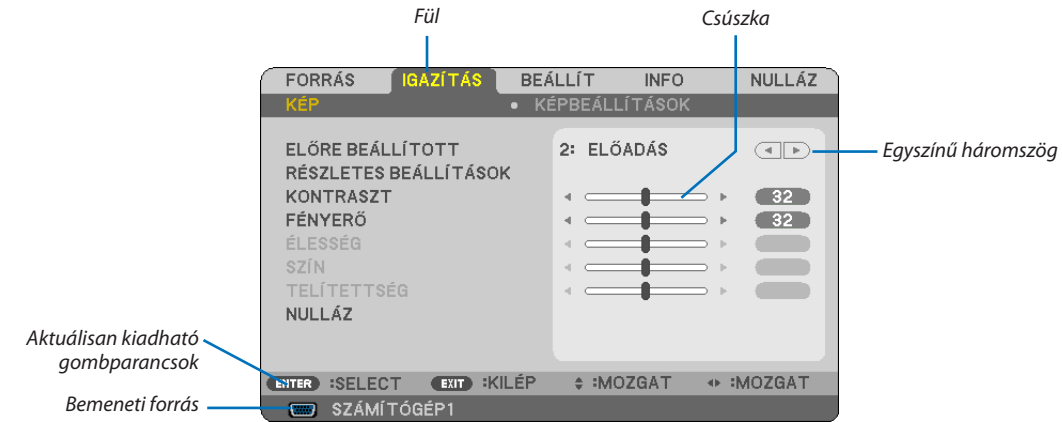 Fül
Csúszka
FORRÁS IGAZÍTÁS BEÁLLÍT INFO NULLÁZ
KÉP • KÉPBEÁLLÍTÁSOK
ELŐRE BEÁLLÍTOTT 2: ELŐADÁS
Egyszínű háromszög
RÉSZLETES BEÁLLÍTÁSOK
KONTRASZT 32
FÉNYERŐ 32
ÉLESSÉG
SZÍN
TELÍTETTSÉG
NULLÁZ
Aktuálisan kiadható
gombparancsok
ENTER :SELECT EXIT :KILÉP :MOZGAT :MOZGAT
Bemeneti forrás
SZÁMÍTÓGÉP1